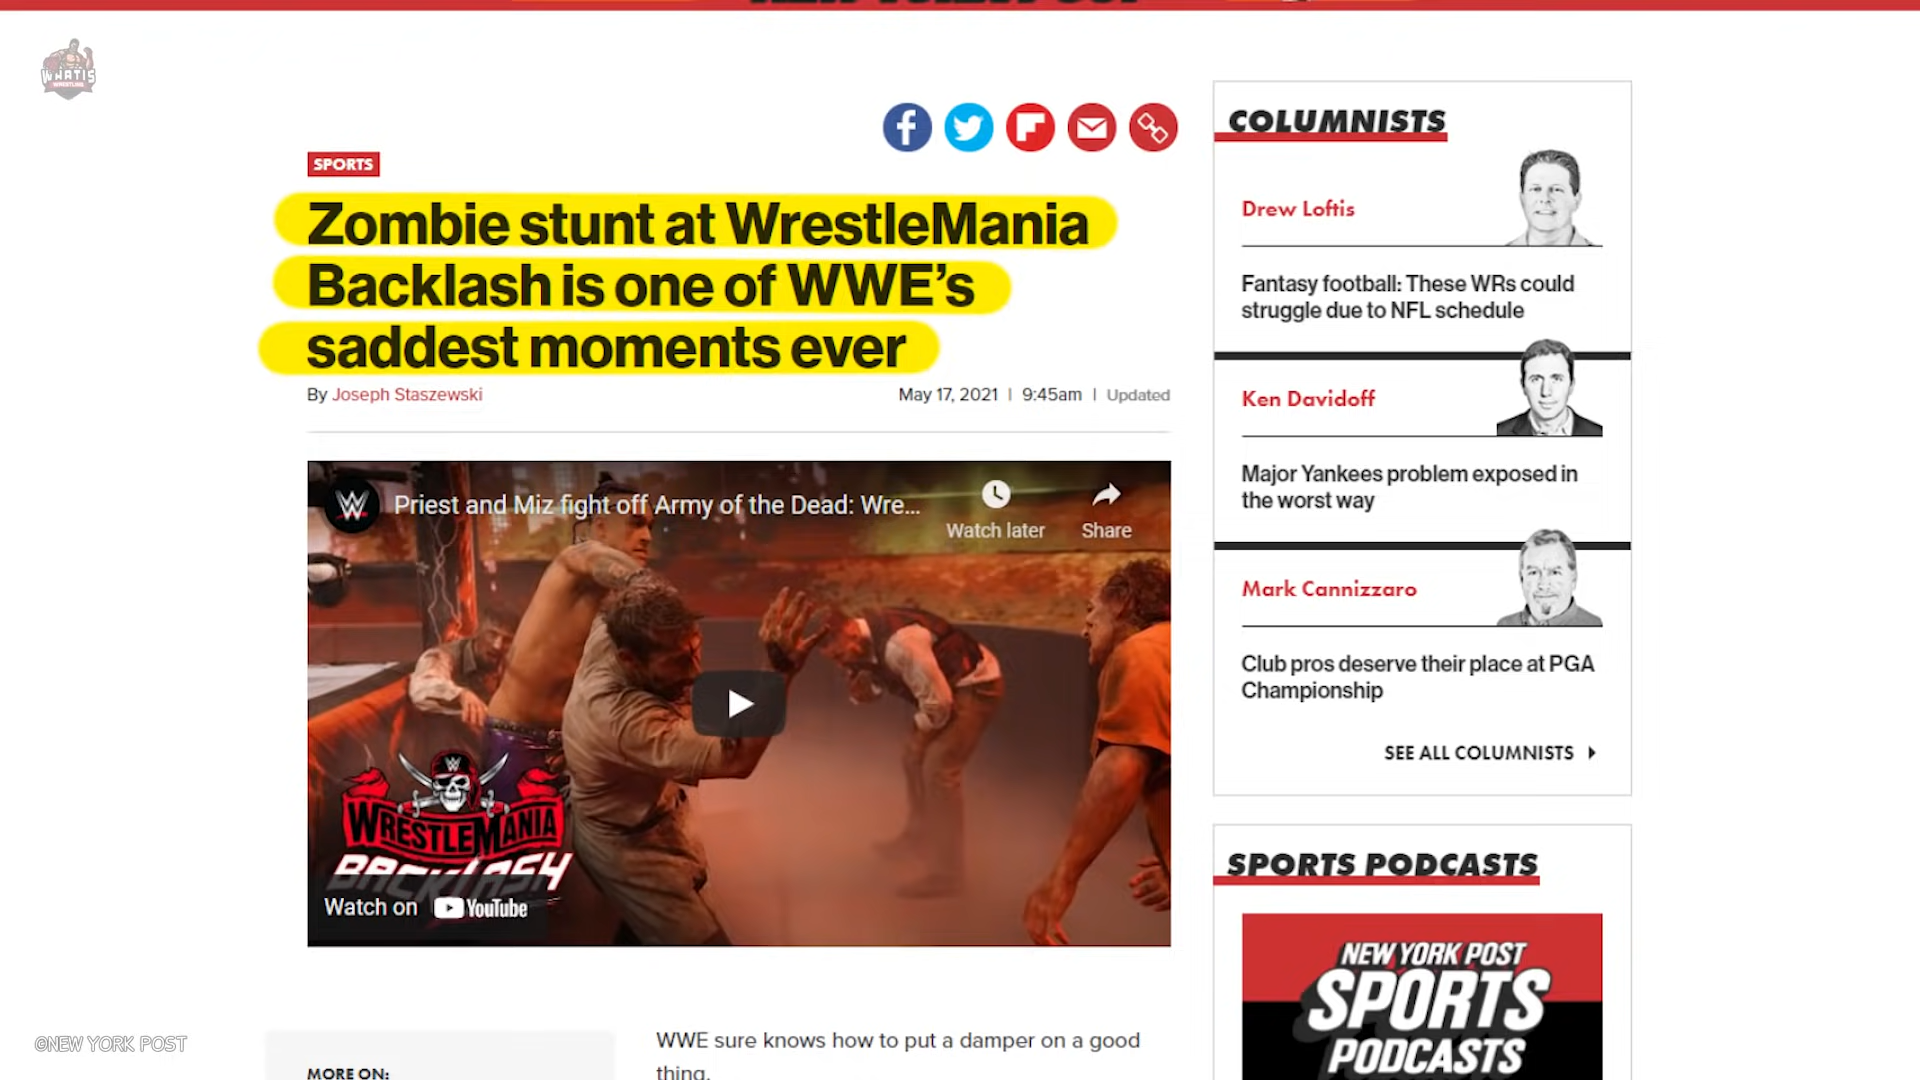 WHATIS
SPORTS
Zombie stunt at WrestleMania
Backlash is one of WWE's
saddest moments ever
By Joseph Staszewski
May 17, 2021 | 9:45am | Updated
Priest and Miz fight off Army of the Dead: Wre...
Watch later
Share
WRESTLEMANIA
BACKLASH
Watch on YouTube
WWE sure knows how to put a damper on a good
thing.
MORE ON:
©NEW YORK POST
COLUMNISTS
Drew Loftis
Fantasy football: These WRs could
struggle due to NFL schedule
Ken Davidoff
Major Yankees problem exposed in
the worst way
Mark Cannizzaro
Club pros deserve their place at PGA
Championship
SEE ALL COLUMNISTS
SPORTS PODCASTS
NEW YORK POST
SPORTS
PODCASTS